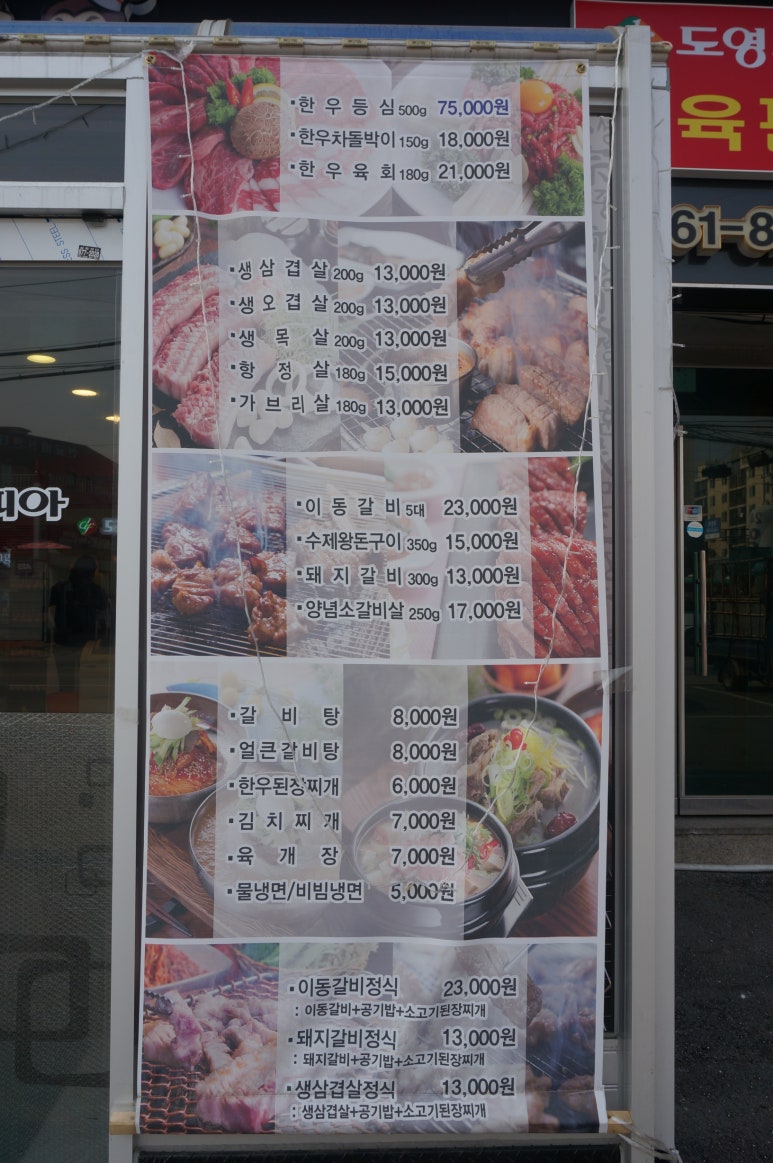 도영
육
61-8
STEEL
피아
▪한 우 등 심 500g 75,000원
▪한우차돌박이 150g 18,000원
▪한 우 육 회 180g 21,000원
▪생 삼 겹 살 200g 13,000원
▪생 오 겹 살 200g 13,000원
▪생 목 살 200g 13,000원
▪항 정 살 180g 15,000원
▪가 브 리 살 180g 13,000원
▪이 동 갈 비 5대 23,000원
▪수제왕돈구이 350g 15,000원
▪돼 지 갈 비 300g 13,000원
▪양념소갈비살 250g 17,000원
▪갈 비 탕 8,000원
▪얼큰갈비탕 8,000원
▪한우된장찌개 6,000원
▪김 치 찌 개 7,000원
▪육 개 장 7,000원
▪물냉면/비빔냉면 5,000원
▪이동갈비정식 23,000원
: 이동갈비+공기밥+소고기된장찌개
▪돼지갈비정식 13,000원
: 돼지갈비+공기밥+소고기된장찌개
▪생삼겹살정식 13,000원
: 생삼겹살+공기밥+소고기된장찌개